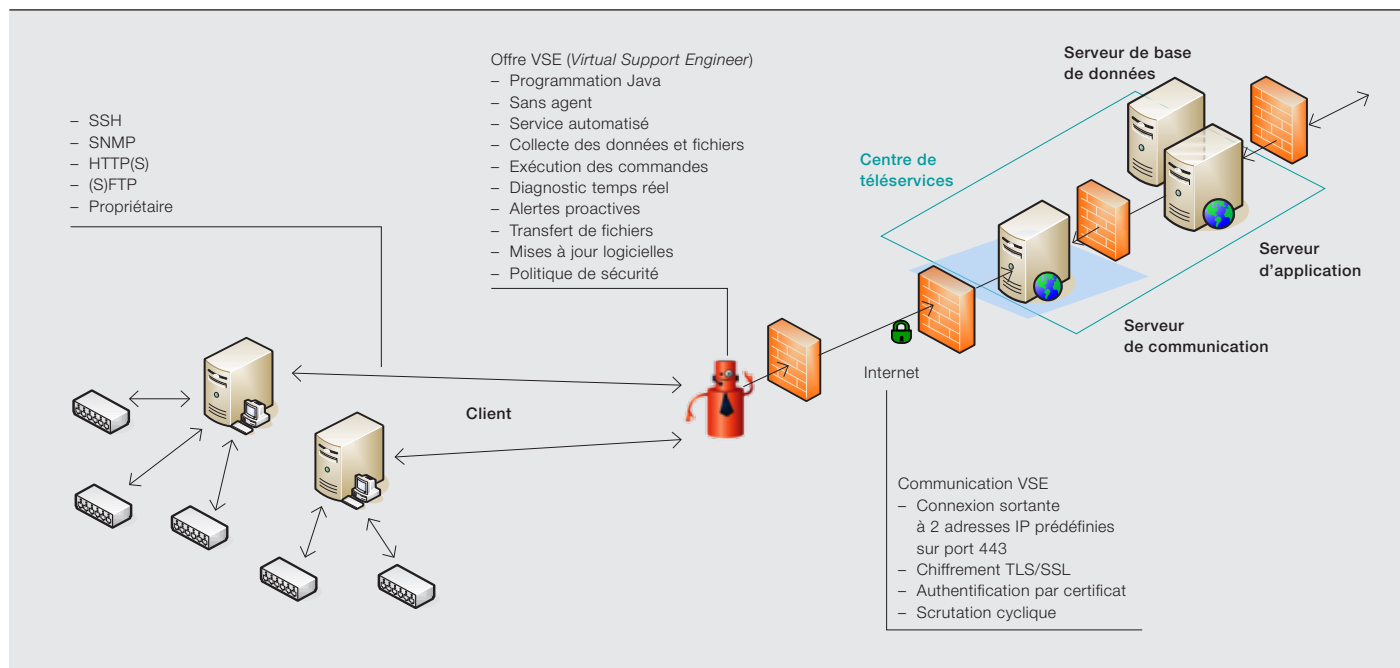 – SSH
– SNMP
– HTTP(S)
– (S)FTP
– Propriétaire
Offre VSE (Virtual Support Engineer)
– Programmation Java
– Sans agent
– Service automatisé
– Collecte des données et fichiers
– Exécution des commandes
– Diagnostic temps réel
– Alertes proactives
– Transfert de fichiers
– Mises à jour logicielles
– Politique de sécurité
Serveur de base
de données
Centre de
téléservices
Serveur
d’application
Serveur
de communication
Internet
Client
Communication VSE
– Connexion sortante
à 2 adresses IP prédéfinies
sur port 443
– Chiffrement TLS/SSL
– Authentification par certificat
– Scrutation cyclique